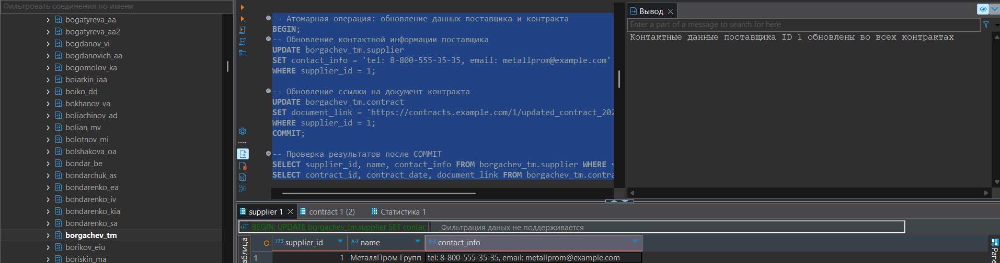 Фильтровать соединения по имени
bogatyreva_aa
bogatyreva_aa2
bogdanov_vi
bogdanovich_aa
bogomolov_ka
boiarkin_iaa
boiko_dd
bokhanov_va
boliachinov_ad
bolian_mv
bolotnov_mi
bolshakova_oa
bondar_be
bondarchuk_as
bondarenko_ea
bondarenko_iv
bondarenko_kia
bondarenko_sa
borgachev_tm
borikov_eiu
boriskin_ma
-- Атомарная операция: обновление данных поставщика и контракта
BEGIN;
-- Обновление контактной информации поставщика
UPDATE borgachev_tm.supplier
SET contact_info = 'tel: 8-800-555-35-35, email: metallprom@example.com'
WHERE supplier_id = 1;
-- Обновление ссылки на документ контракта
UPDATE borgachev_tm.contract
SET document_link = 'https://contracts.example.com/1/updated_contract_202
WHERE supplier_id = 1;
COMMIT;
-- Проверка результатов после COMMIT
SELECT supplier_id, name, contact_info FROM borgachev_tm.supplier WHERE s
SELECT contract_id, contract_date, document_link FROM borgachev_tm.contra
Вывод
Enter a part of a message to search for here
Контактные данные поставщика ID 1 обновлены во всех контрактах
supplier 1 contract 1 (2) Статистика 1
BEGIN; UPDATE borgachev_tm.supplier SET contac Фильтрация даных не поддерживается
аблица
123 supplier_id A-Z name A-Z contact_info
1 1 МеталлПром Групп tel: 8-800-555-35-35, email: metallprom@example.com
Pane